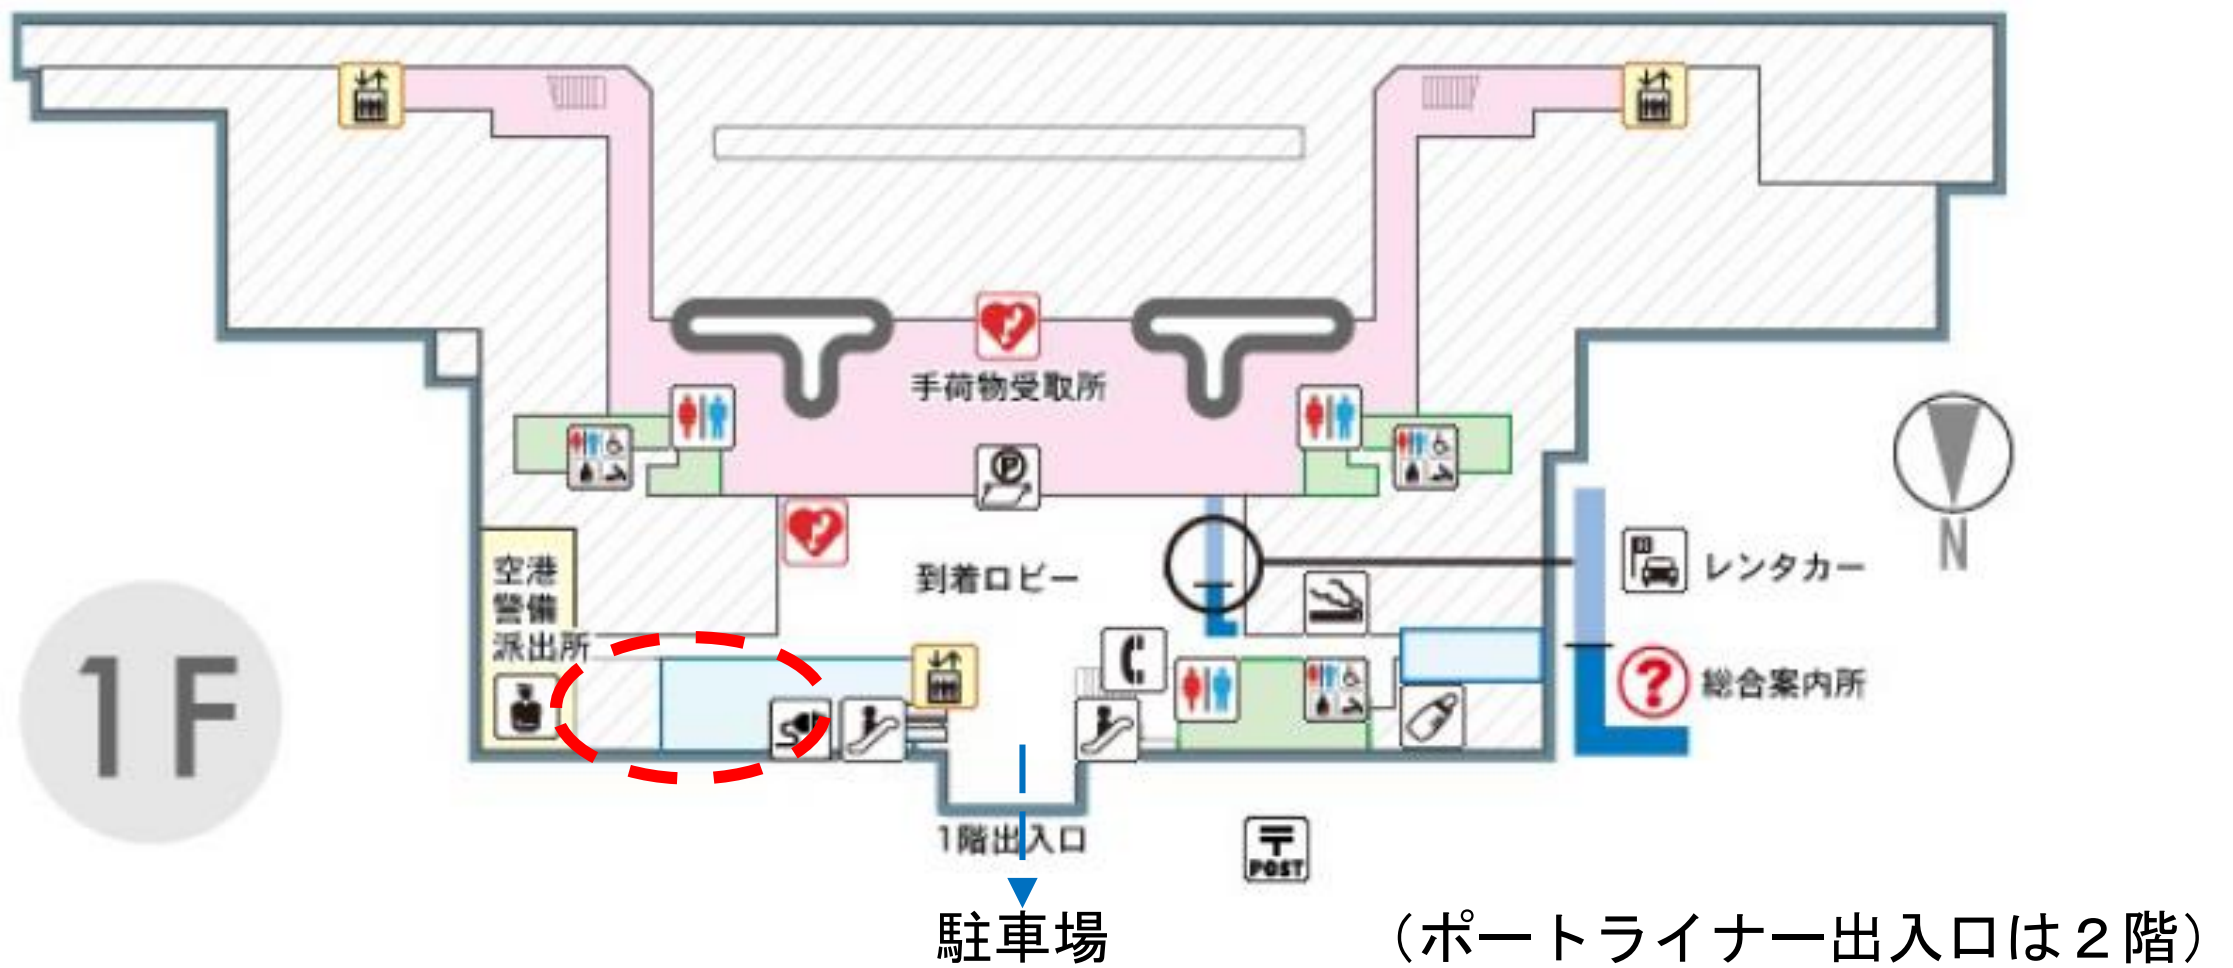 手荷物受取所
P
空港
警備
派出所
到着ロビー
レンタカー
N
?
総合案内所
1F
1階出入口
〒
POST
駐車場
（ポートライナー出入口は２階）